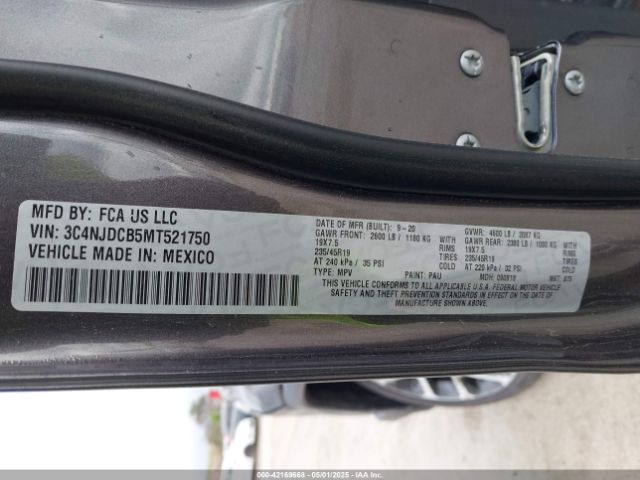 MFD BY: FCA US LLC
VIN: 3C4NJDCB5MT521750
VEHICLE MADE IN: MEXICO
DATE OF MFR (BUILT): 9-20 GVWR: 4600 LB / 2087 KG
GAWR FRONT: 2600 LB / 1180 KG WITH GAWR REAR: 2380 LB / 1080 KG WITH
19X7.5 RIMS 19X7.5 RIMS
235/45R19 TIRES 235/45R19 TIRES
AT 240 kPa / 35 PSI COLD AT 220 kPa / 32 PSI COLD
TYPE: MPV PAINT: PAU MDH: 090918
THIS VEHICLE CONFORMS TO ALL APPLICABLE U.S.A. FEDERAL MOTOR VEHICLE
SAFETY AND THEFT PREVENTION STANDARDS IN EFFECT ON THE DATE OF
MANUFACTURE SHOWN ABOVE.
000-42169668 - 05/01/2025 - COPYRIGHT IAA, LLC